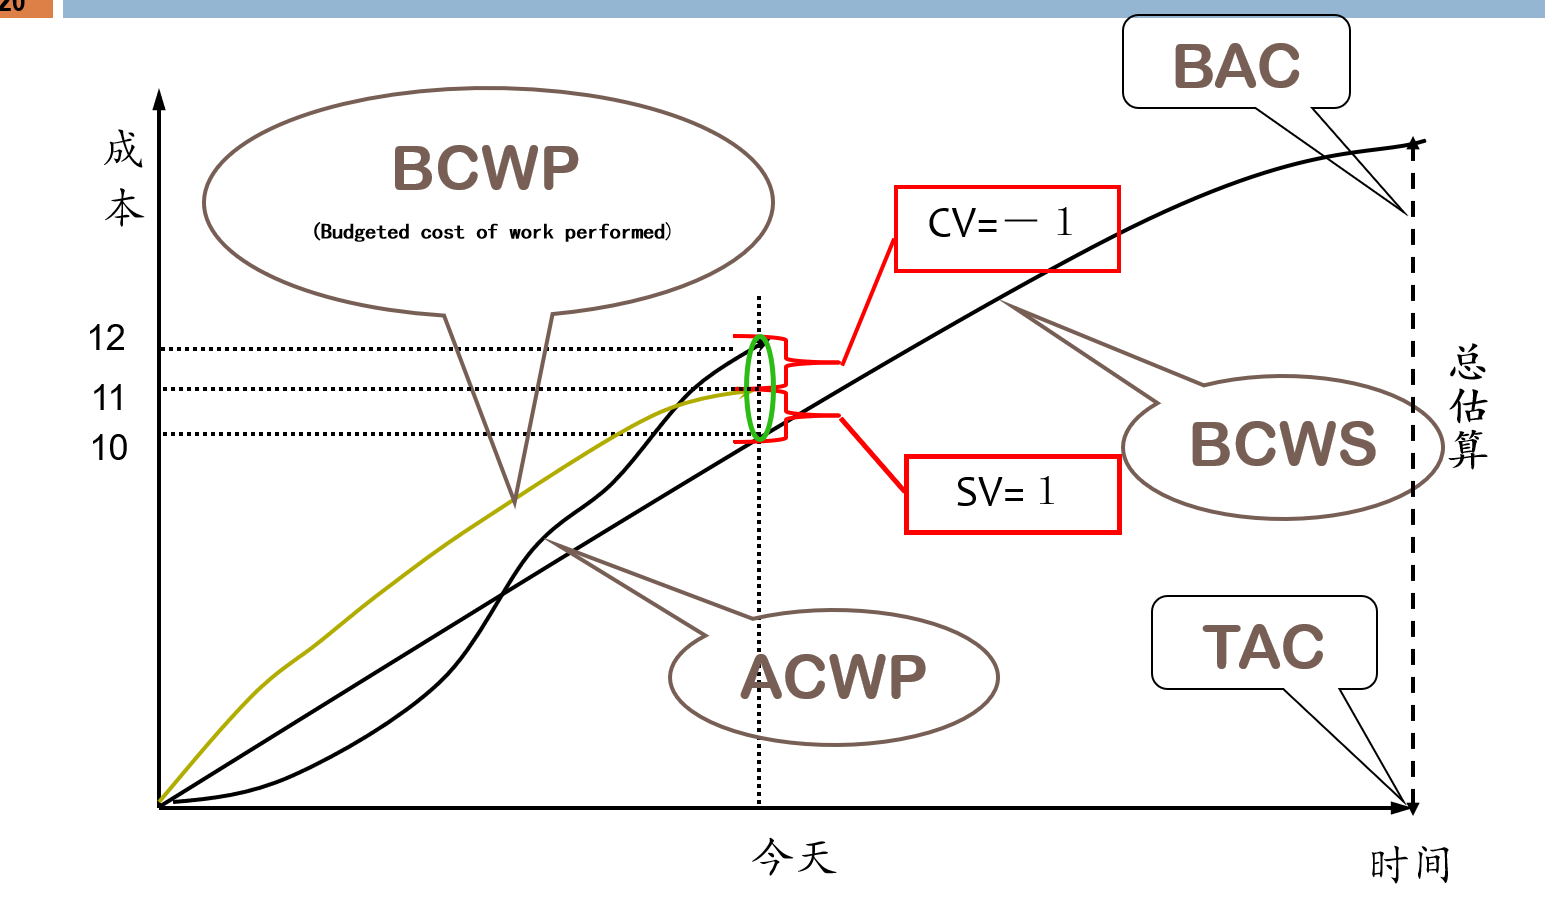 20
BAC
成本
BCWP
(Budgeted cost of work performed)
CV=－1
12
11
10
总估算
BCWS
SV=1
ACWP
TAC
今天
时间